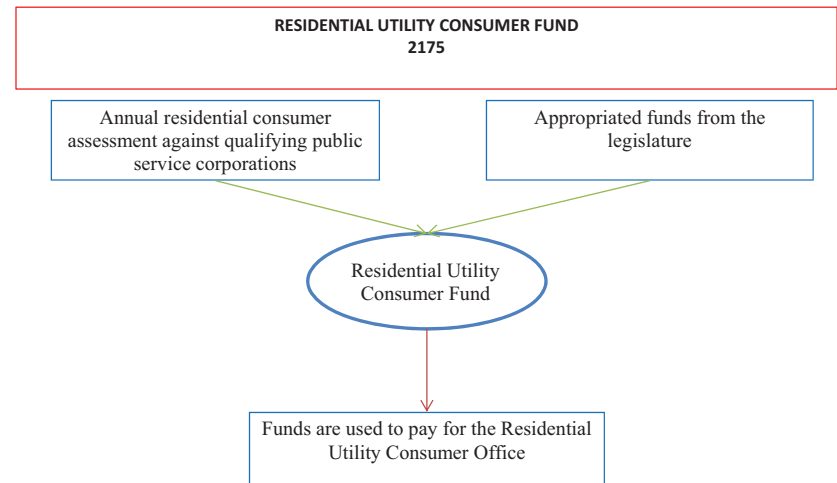 RESIDENTIAL UTILITY CONSUMER FUND
2175
Annual residential consumer
assessment against qualifying public
service corporations
Appropriated funds from the
legislature
Residential Utility
Consumer Fund
Funds are used to pay for the Residential
Utility Consumer Office